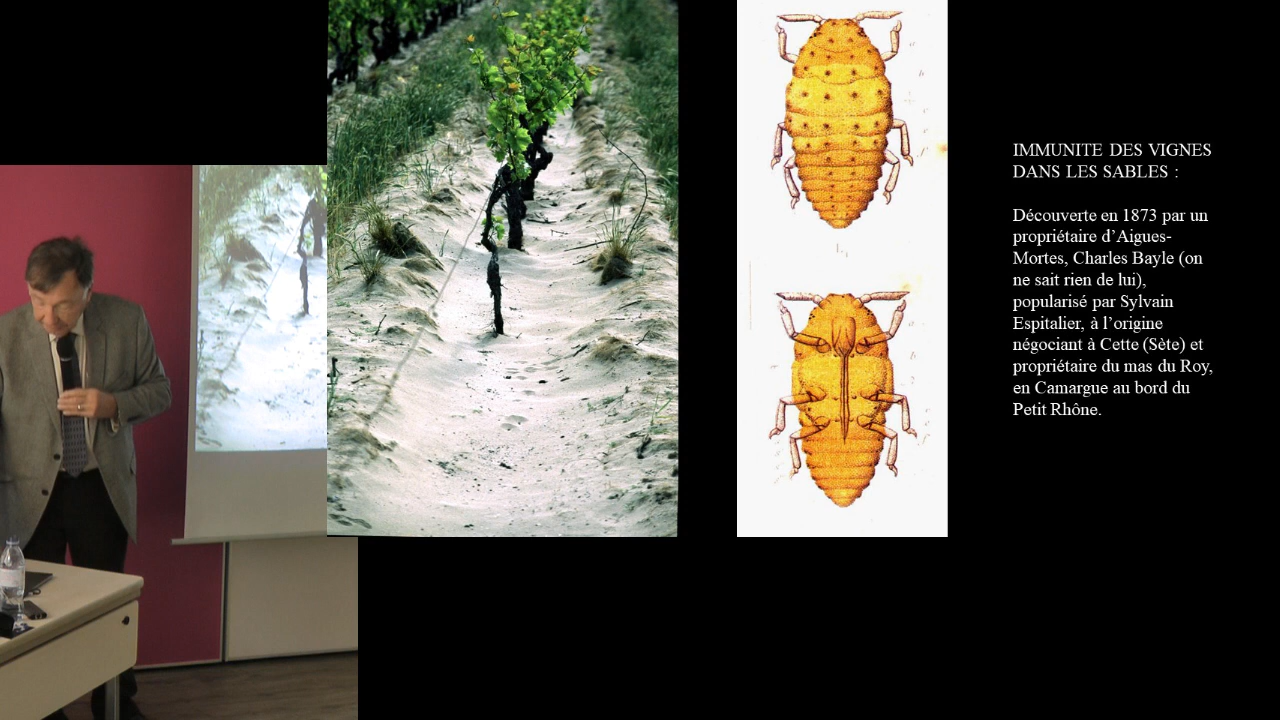 IMMUNITE DES VIGNES
DANS LES SABLES :
Découverte en 1873 par un
propriétaire d’Aigues-
Mortes, Charles Bayle (on
ne sait rien de lui),
popularisé par Sylvain
Espitalier, à l’origine
négociant à Cette (Sète) et
propriétaire du mas du Roy,
en Camargue au bord du
Petit Rhône.